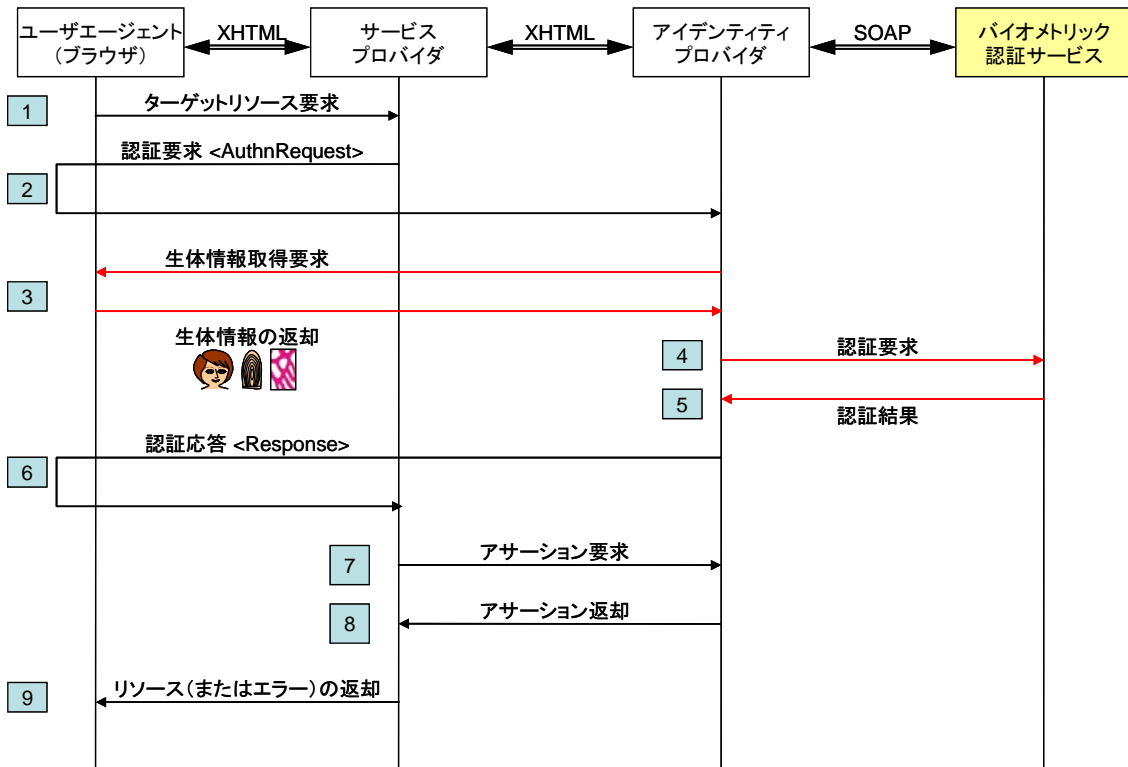 ユーザエージェント
(ブラウザ)
XHTML
サービス
プロバイダ
XHTML
アイデンティティ
プロバイダ
SOAP
バイオメトリック
認証サービス
1
ターゲットリソース要求
認証要求 <AuthnRequest>
2
生体情報取得要求
3
生体情報の返却
4
認証要求
5
認証結果
認証応答 <Response>
6
7
アサーション要求
8
アサーション返却
9
リソース(またはエラー)の返却